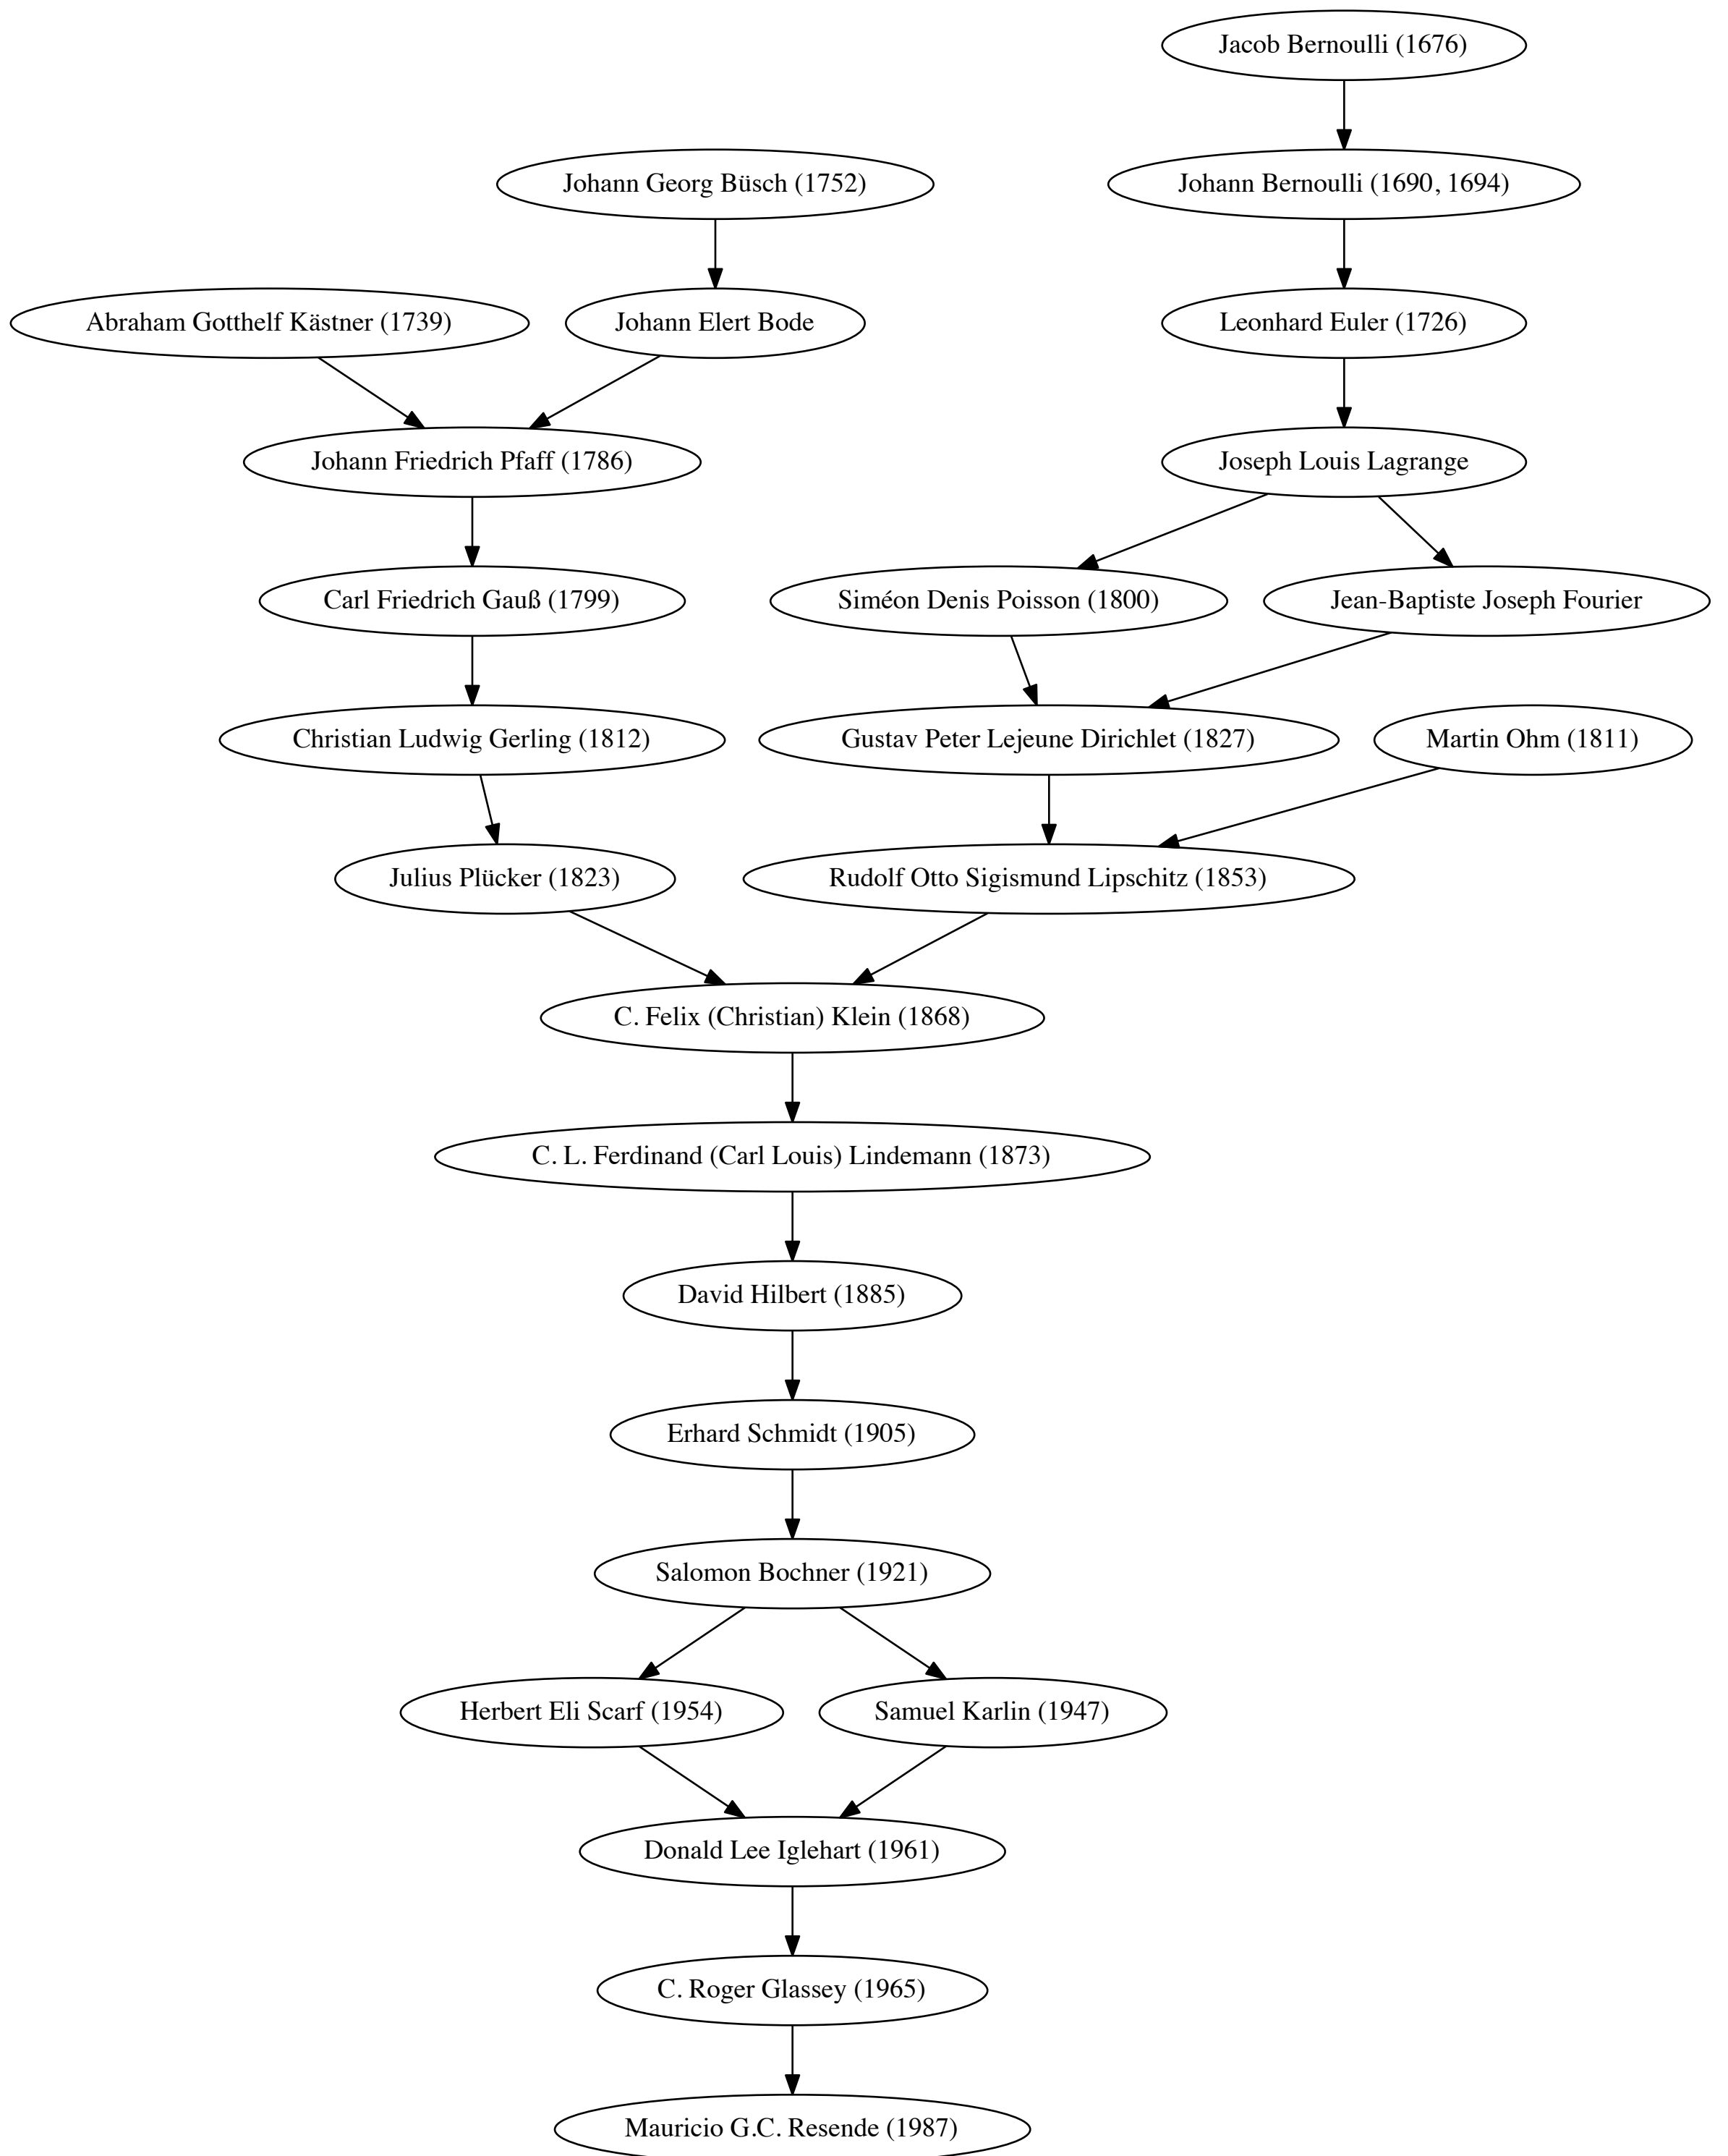 Jacob Bernoulli (1676)
Johann Georg Büsch (1752)
Johann Bernoulli (1690, 1694)
Abraham Gotthelf Kästner (1739)
Johann Elert Bode
Leonhard Euler (1726)
Johann Friedrich Pfaff (1786)
Joseph Louis Lagrange
Carl Friedrich Gauß (1799)
Siméon Denis Poisson (1800)
Jean-Baptiste Joseph Fourier
Christian Ludwig Gerling (1812)
Gustav Peter Lejeune Dirichlet (1827)
Martin Ohm (1811)
Julius Plücker (1823)
Rudolf Otto Sigismund Lipschitz (1853)
C. Felix (Christian) Klein (1868)
C. L. Ferdinand (Carl Louis) Lindemann (1873)
David Hilbert (1885)
Erhard Schmidt (1905)
Salomon Bochner (1921)
Herbert Eli Scarf (1954)
Samuel Karlin (1947)
Donald Lee Iglehart (1961)
C. Roger Glassey (1965)
Mauricio G.C. Resende (1987)